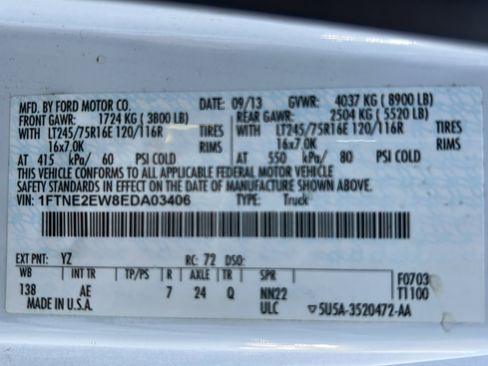 MFD. BY FORD MOTOR CO. DATE: 09/13 GVWR: 4037 KG ( 8900 LB)
FRONT GAWR: 1724 KG ( 3800 LB) REAR GAWR: 2504 KG ( 5520 LB)
WITH LT245/75R16E 120/116R TIRES WITH LT245/75R16E 120/116R TIRES
16x7.0K RIMS 16x7.0K RIMS
AT 415 kPa/ 60 PSI COLD AT 550 kPa/ 80 PSI COLD
THIS VEHICLE CONFORMS TO ALL APPLICABLE FEDERAL MOTOR VEHICLE
SAFETY STANDARDS IN EFFECT ON THE DATE OF MANUFACTURE SHOWN ABOVE.
VIN: 1FTNE2EW8EDA03406 TYPE: Truck
EXT PNT: YZ RC: 72 DSO:
WB INT TR TP/PS R AXLE TR SPR F0703
138 AE 7 24 Q NN22 T1100
MADE IN U.S.A. ULC 5U5A-3520472-AA